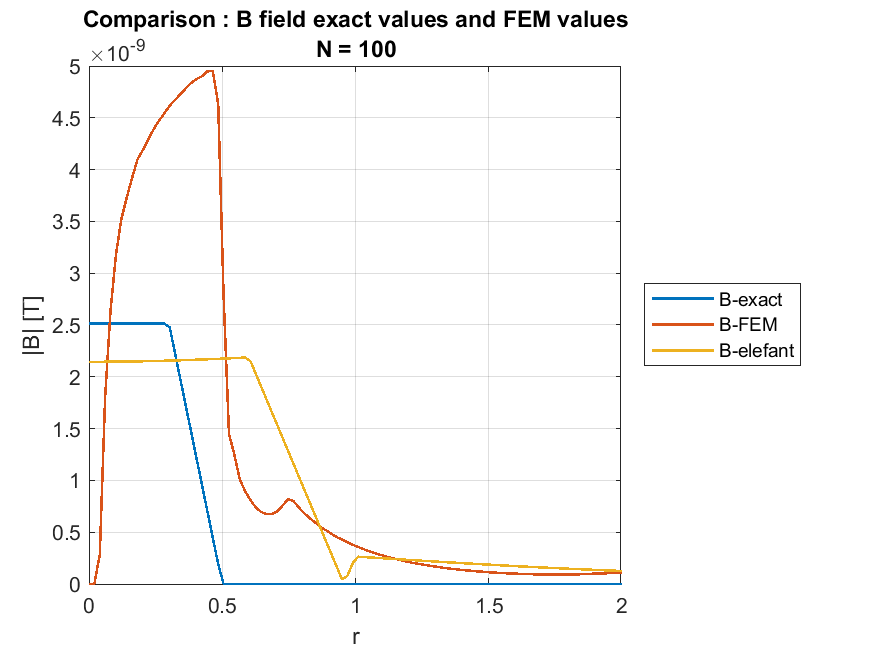 Comparison : B field exact values and FEM values
N = 100
×10-9
5
4.5
4
3.5
3
2.5
2
1.5
1
0.5
0
|B| [T]
0
0.5
1
1.5
2
r
B-exact
B-FEM
B-elefant